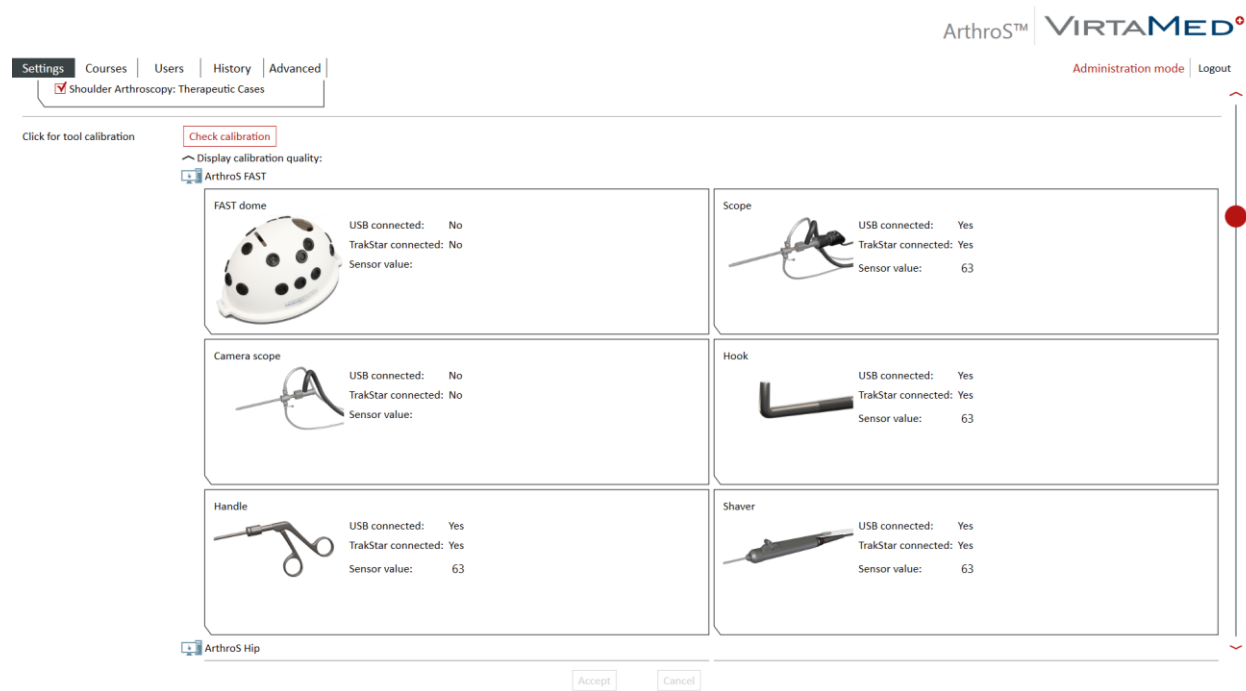 ArthroS™ VIRTAMED
Settings Courses Users History Advanced Administration mode Logout
Shoulder Arthroscopy: Therapeutic Cases
Click for tool calibration Check calibration
Display calibration quality:
ArthroS FAST
FAST dome
USB connected: No
TrakStar connected: No
Sensor value:
Scope
USB connected: Yes
TrakStar connected: Yes
Sensor value: 63
Camera scope
USB connected: No
TrakStar connected: No
Sensor value:
Hook
USB connected: Yes
TrakStar connected: Yes
Sensor value: 63
Handle
USB connected: Yes
TrakStar connected: Yes
Sensor value: 63
Shaver
USB connected: Yes
TrakStar connected: Yes
Sensor value: 63
ArthroS Hip
Accept Cancel